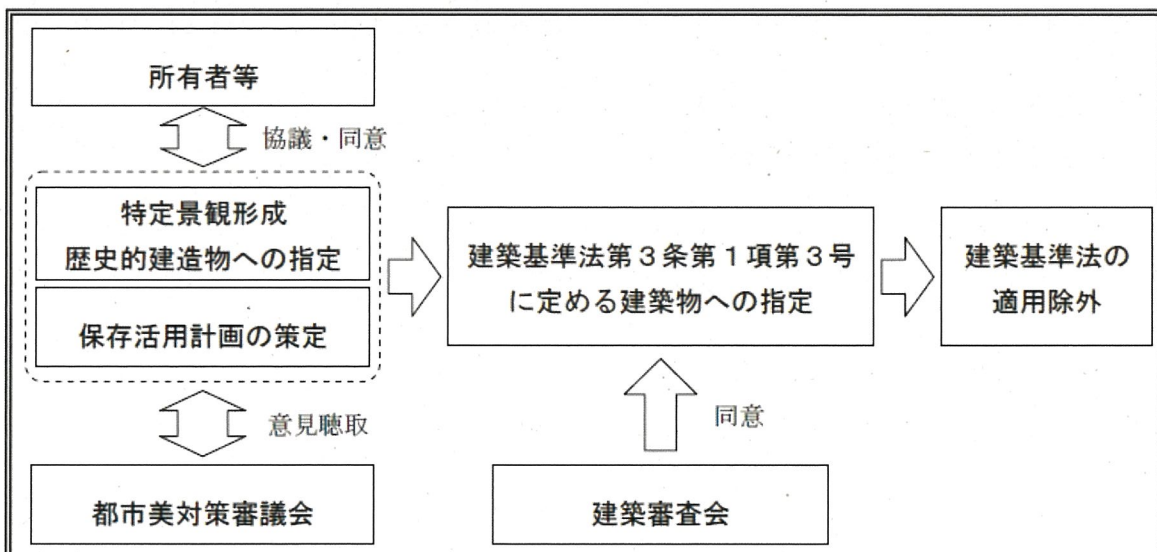 所有者等
協議・同意
特定景観形成
歴史的建造物への指定
保存活用計画の策定
意見聴取
都市美対策審議会
建築基準法第3条第1項第3号
に定める建築物への指定
同意
建築審査会
建築基準法の
適用除外